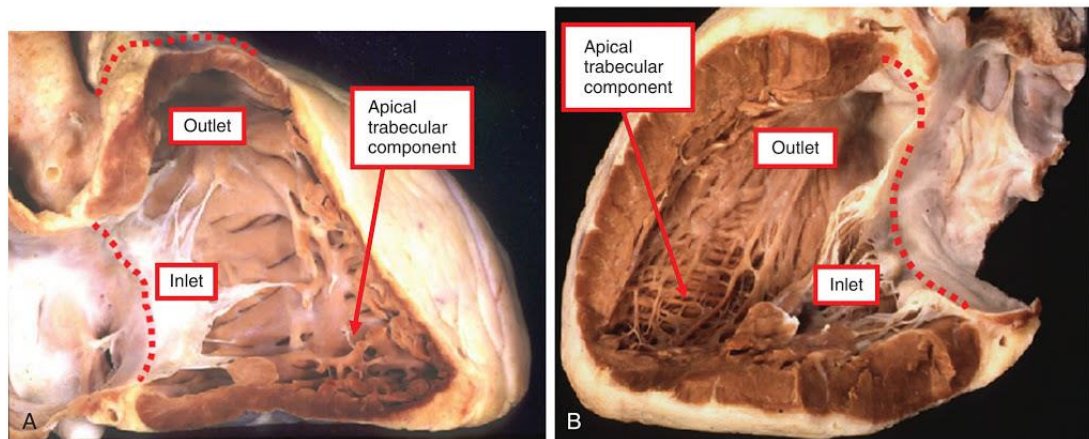 Outlet
Apical
trabecular
component
Inlet
A
Apical
trabecular
component
Outlet
Inlet
B